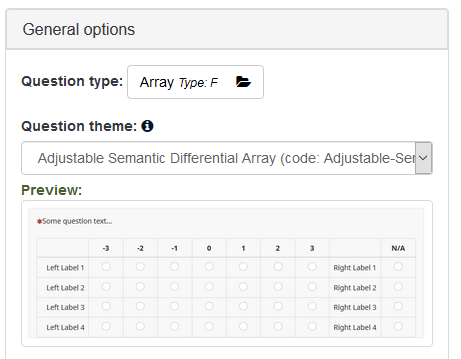 General options
Question type: Array Type: F
Question theme:
Adjustable Semantic Differential Array (code: Adjustable-Ser
Preview:
*Some question text...
-3 -2 -1 0 1 2 3 N/A
Left Label 1 Right Label 1
Left Label 2 Right Label 2
Left Label 3 Right Label 3
Left Label 4 Right Label 4